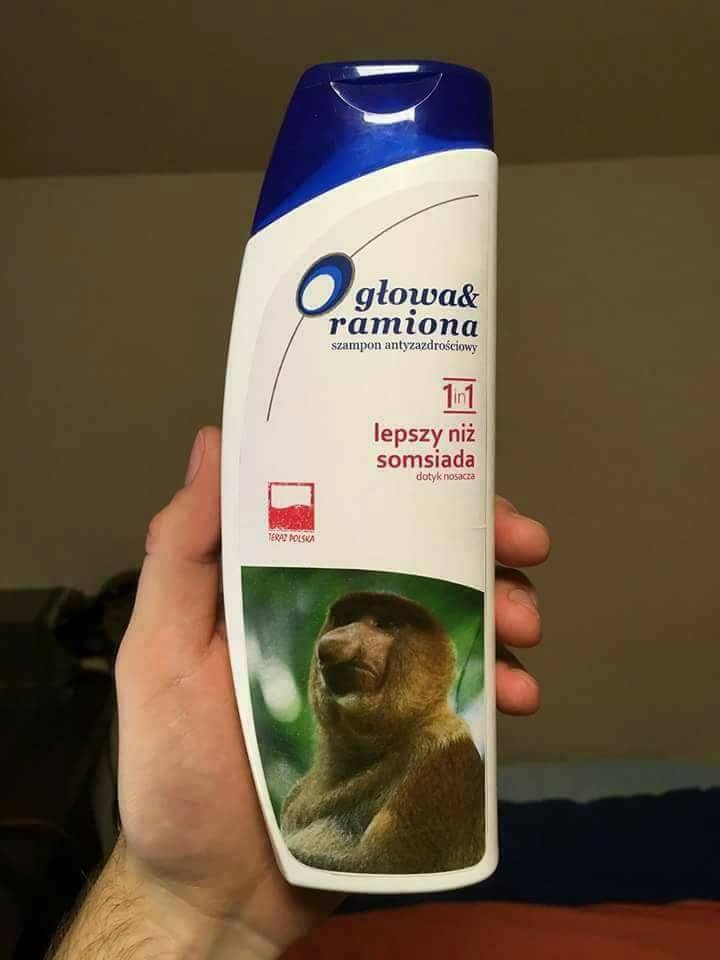 głowa&
ramiona
szampon antyzazdrościowy
1in1
lepszy niż
somsiada
dotyk nosacza
TERAZ POLSKA